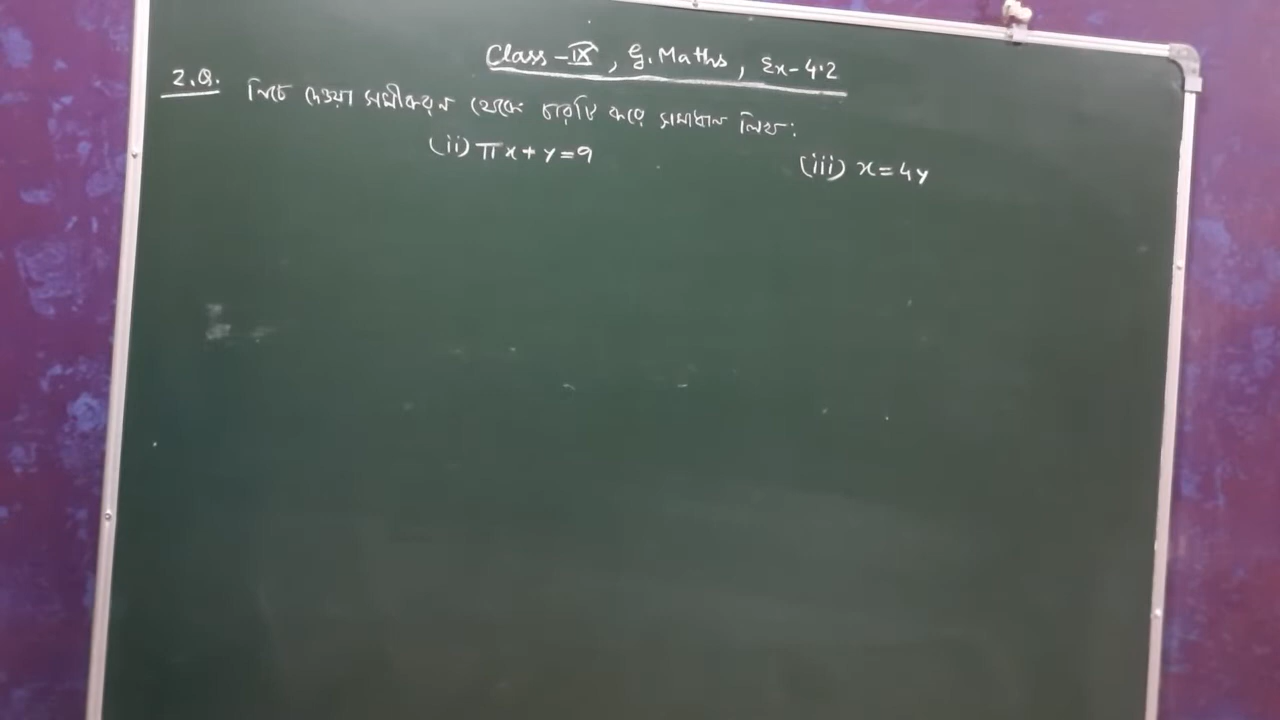 Class - IX, G. Maths, Ex - 4.2
2.Q. নিচে দেওয়া সমীকরণ থেকে চারটি করে সমাধান লিখ:
(ii) πx + y = 9 (iii) x = 4y